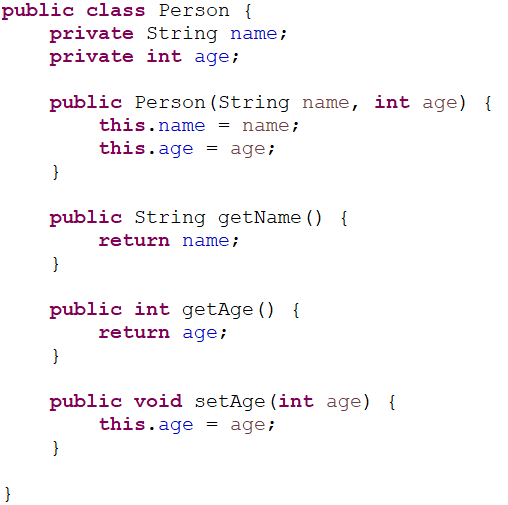 public class Person {
    private String name;
    private int age;

    public Person(String name, int age) {
        this.name = name;
        this.age = age;
    }

    public String getName() {
        return name;
    }

    public int getAge() {
        return age;
    }

    public void setAge(int age) {
        this.age = age;
    }

}